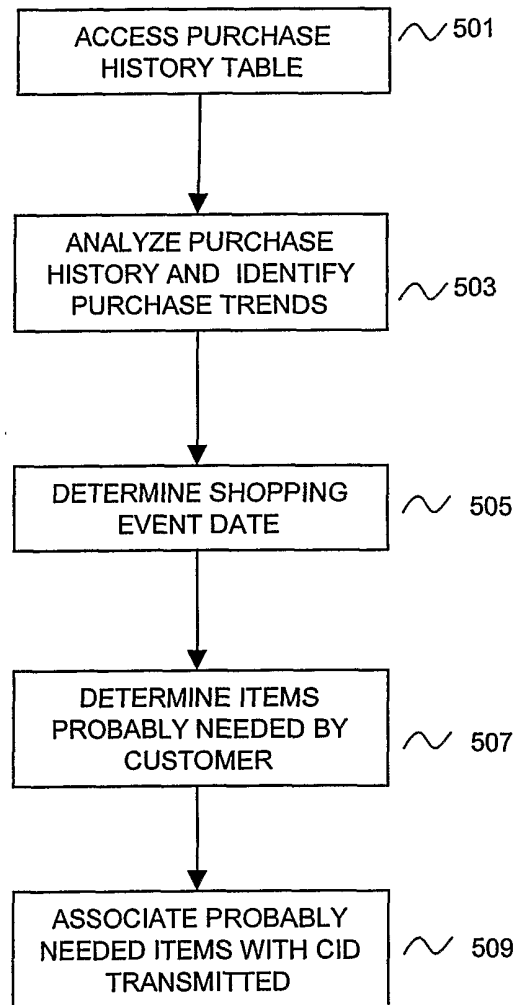 ACCESS PURCHASE
HISTORY TABLE
501
ANALYZE PURCHASE
HISTORY AND IDENTIFY
PURCHASE TRENDS
503
DETERMINE SHOPPING
EVENT DATE
505
DETERMINE ITEMS
PROBABLY NEEDED BY
CUSTOMER
507
ASSOCIATE PROBABLY
NEEDED ITEMS WITH CID
TRANSMITTED
509